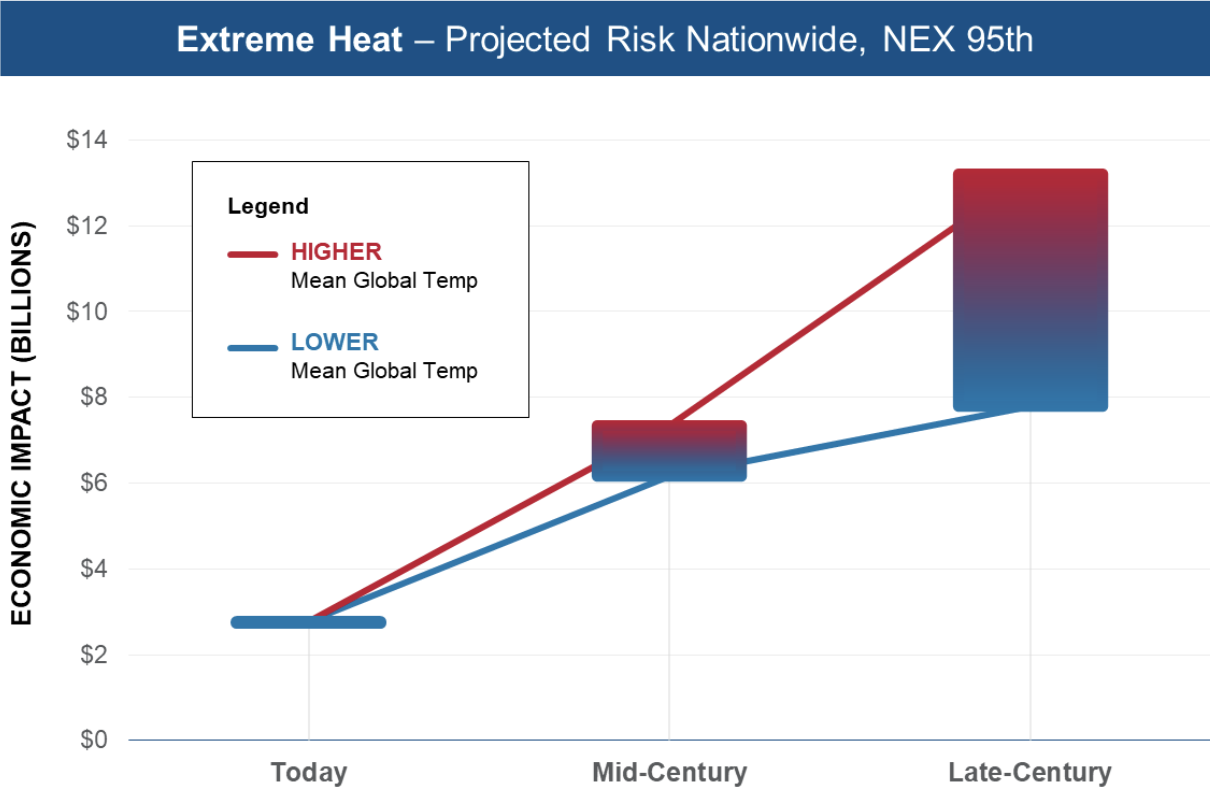 Extreme Heat – Projected Risk Nationwide, NEX 95th
ECONOMIC IMPACT (BILLIONS)
$14
$12
$10
$8
$6
$4
$2
$0
Legend
HIGHER
Mean Global Temp
LOWER
Mean Global Temp
Today
Mid-Century
Late-Century